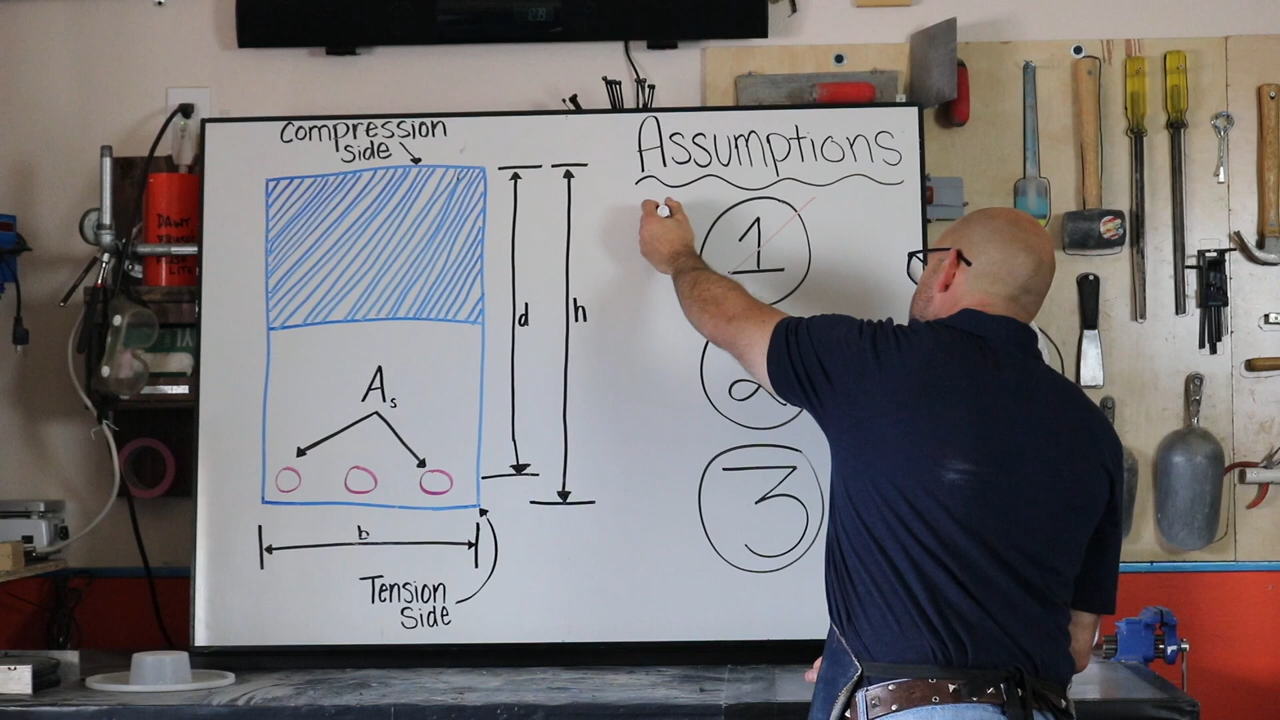 Compression
side
Assumptions
1
d
h
As
2
3
b
Tension
Side